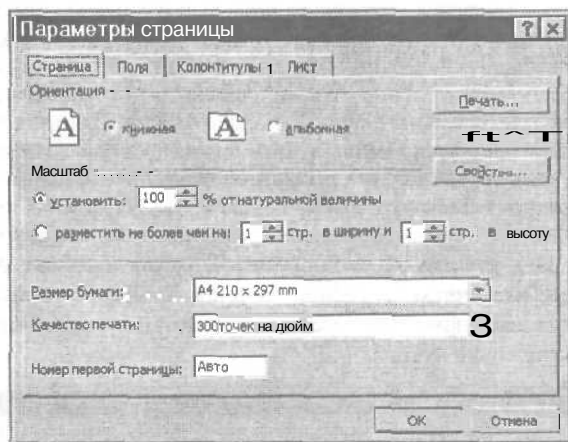 Параметры страницы
Страница Поля Колонтитулы 1 Лист
Ориентация - -
Печать...
A книжная A альбомная
Масштаб
Свойства...
установить: 100 % от натуральной величины
разместить не более чем на: 1 стр. в ширину и 1 стр. в высоту
Размер бумаги: A4 210 x 297 mm
Качество печати: 300точек на дюйм 3
Номер первой страницы: Авто
OK Отмена